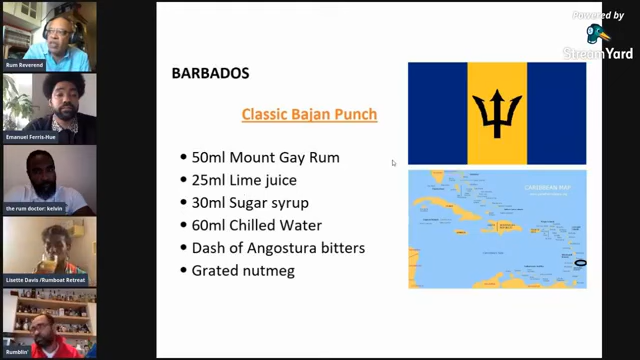 Powered by
StreamYard
Rum Reverend
Emanuel Ferris-Hue
the rum doctor: kelvin
Lisette Davis /Rumboat Retreat
Rumblin'
BARBADOS
Classic Bajan Punch
• 50ml Mount Gay Rum
• 25ml Lime juice
• 30ml Sugar syrup
• 60ml Chilled Water
• Dash of Angostura bitters
• Grated nutmeg
CARIBBEAN MAP